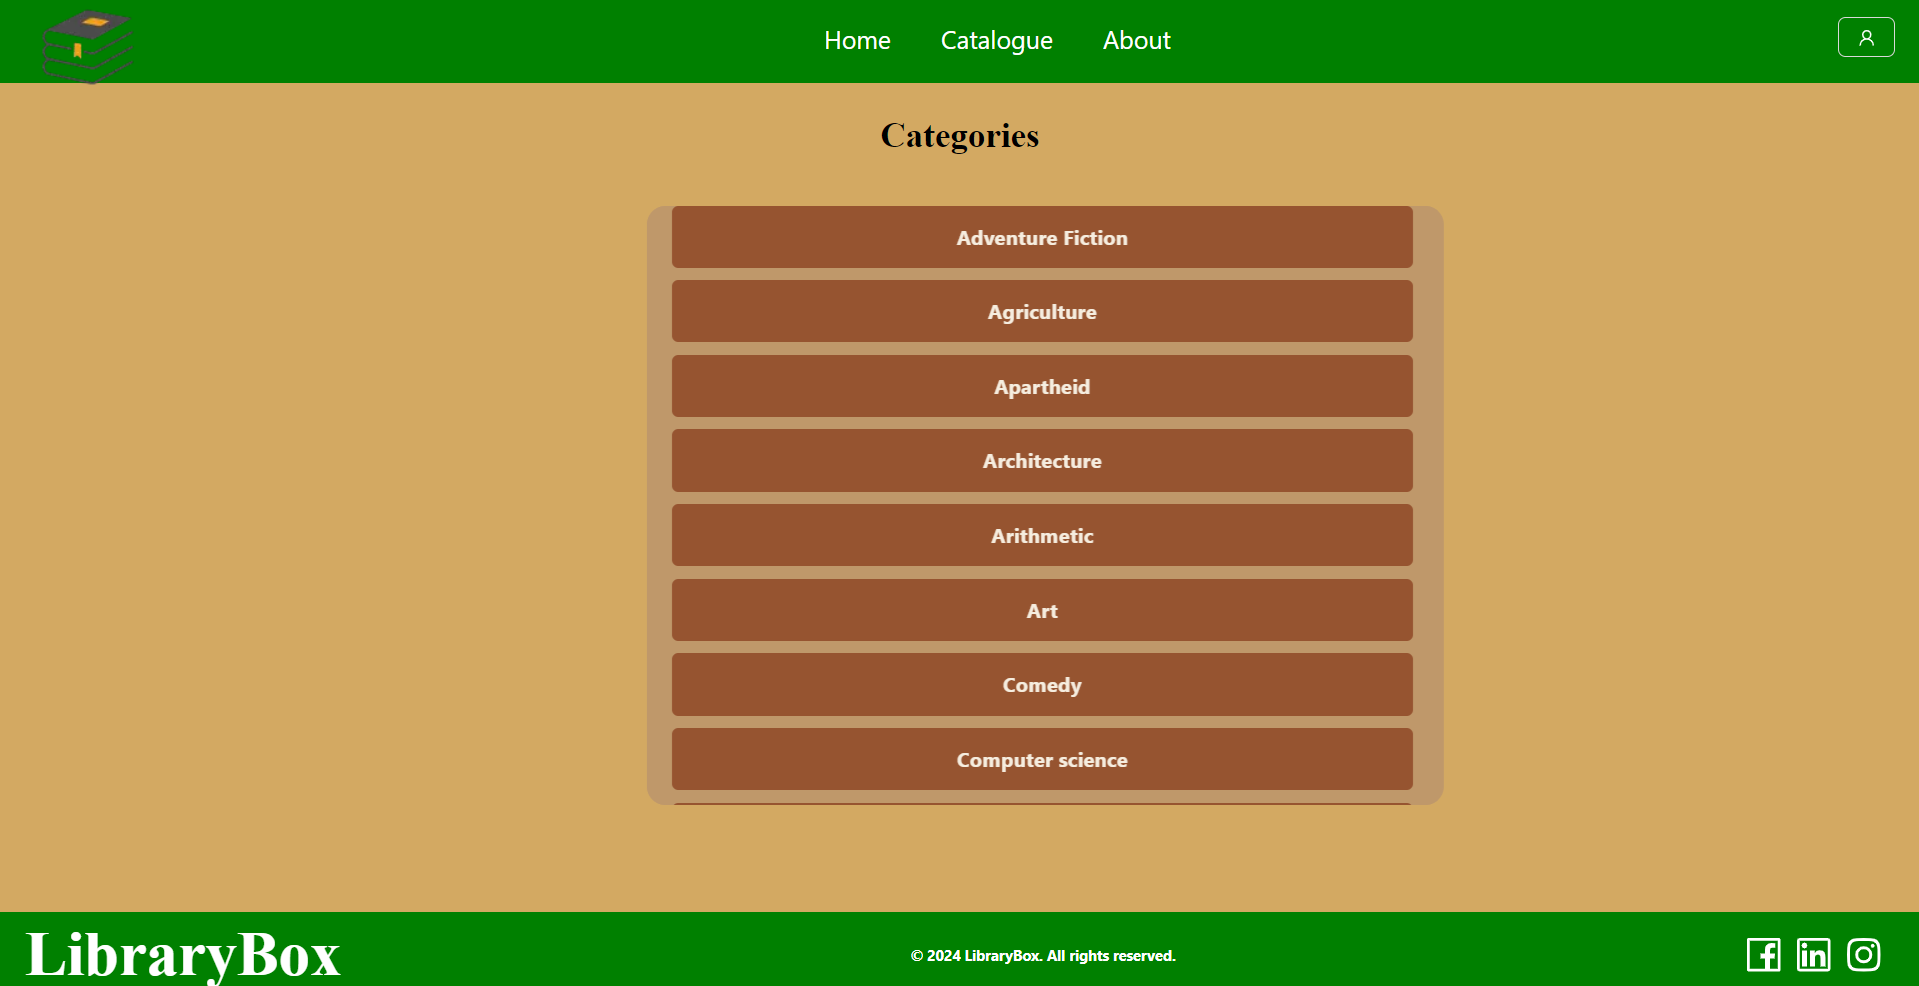 Home Catalogue About
Categories
Adventure Fiction
Agriculture
Apartheid
Architecture
Arithmetic
Art
Comedy
Computer science
LibraryBox
© 2024 LibraryBox. All rights reserved.